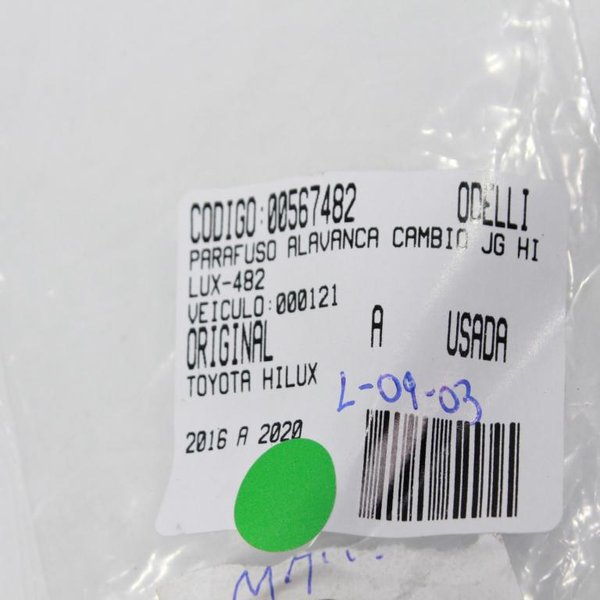 CODIGO:00567482 ODELLI
PARAFUSO ALAVANCA CAMBIO JG HI
LUX-482
VEICULO:000121
ORIGINAL A USADA
TOYOTA HILUX
L-09-03
2016 A 2020